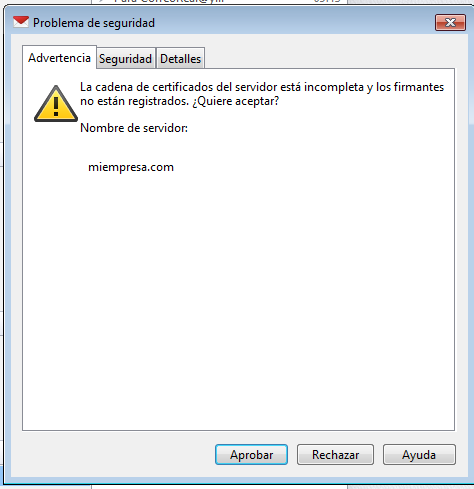 Problema de seguridad
Advertencia Seguridad Detalles
La cadena de certificados del servidor está incompleta y los firmantes
no están registrados. ¿Quiere aceptar?
Nombre de servidor:
miempresa.com
Aprobar Rechazar Ayuda